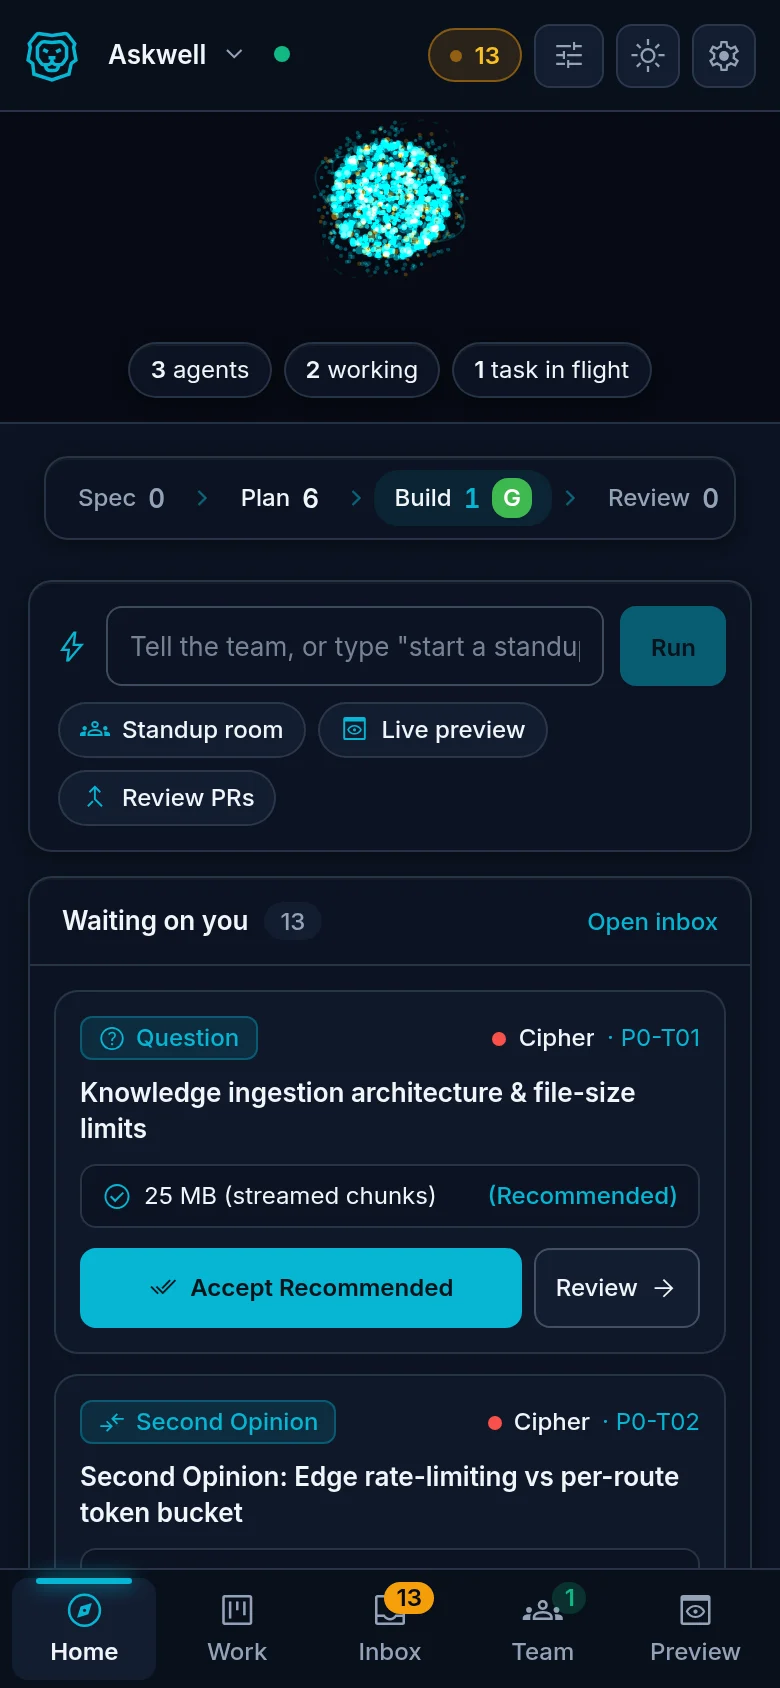 Askwell
13
3 agents
2 working
1 task in flight
Spec 0
Plan 6
Build 1 G
Review 0
Tell the team, or type "start a standu
Run
Standup room
Live preview
Review PRs
Waiting on you 13
Open inbox
Question
Cipher · P0-T01
Knowledge ingestion architecture & file-size
limits
25 MB (streamed chunks)
(Recommended)
Accept Recommended
Review
Second Opinion
Cipher · P0-T02
Second Opinion: Edge rate-limiting vs per-route
token bucket
13
1
Home
Work
Inbox
Team
Preview